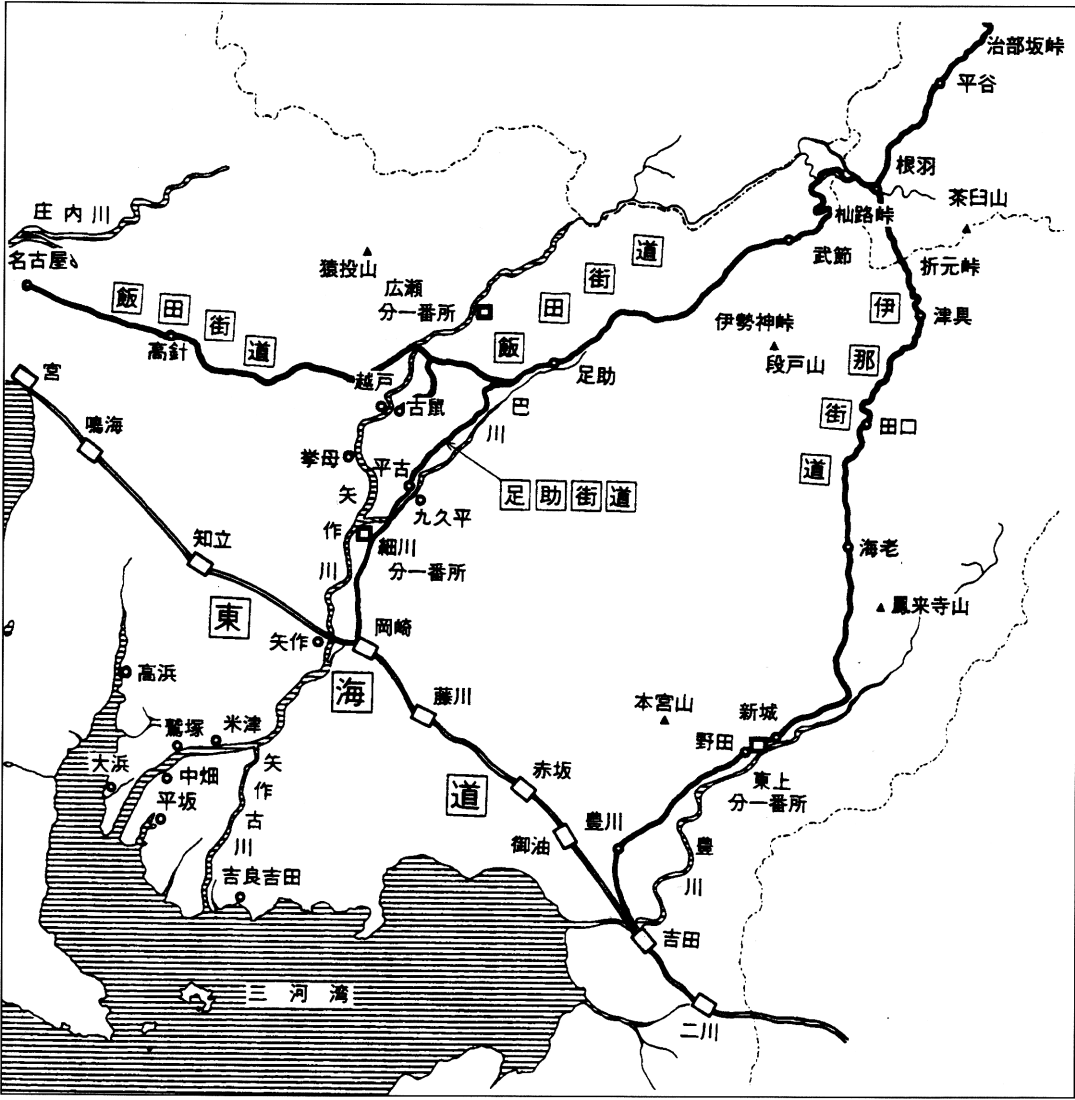 治部坂峠
平谷
根羽
茶臼山
杣路峠
折元峠
武節
津具
伊那街道
田口
海老
鳳来寺山
庄内川
名古屋
猿投山
広瀬
分一番所
飯田街道
飯田街道
高針
伊勢神峠
段戸山
足助
越戸
古鼠
巴川
挙母
平古
足助街道
九久平
矢作川
細川
分一番所
宮
鳴海
知立
東海道
矢作
岡崎
藤川
赤坂
御油
本宮山
新城
野田
東上
分一番所
豊川
豊川
吉田
二川
高浜
鷲塚
米津
大浜
中畑
平坂
矢作古川
吉良吉田
三河湾